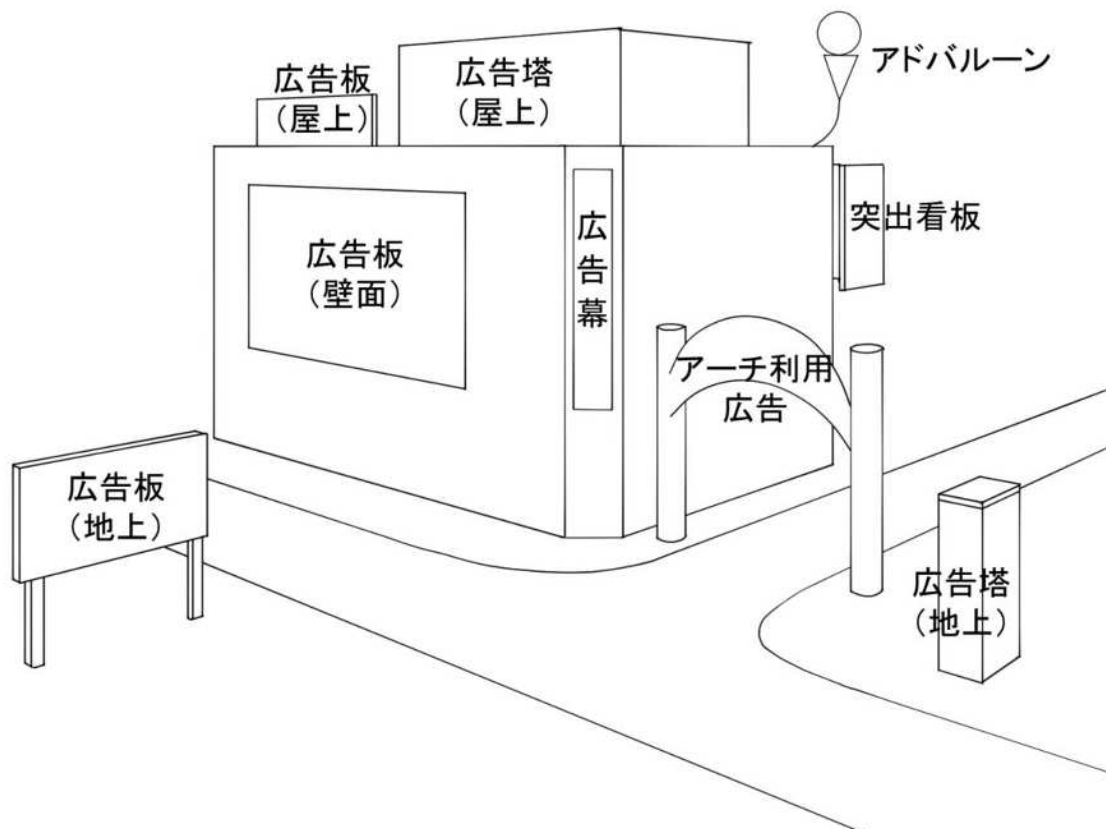 広告板
（屋上）
広告塔
（屋上）
アドバルーン
突出看板
広告板
（壁面）
広告幕
アーチ利用
広告
広告板
（地上）
広告塔
（地上）